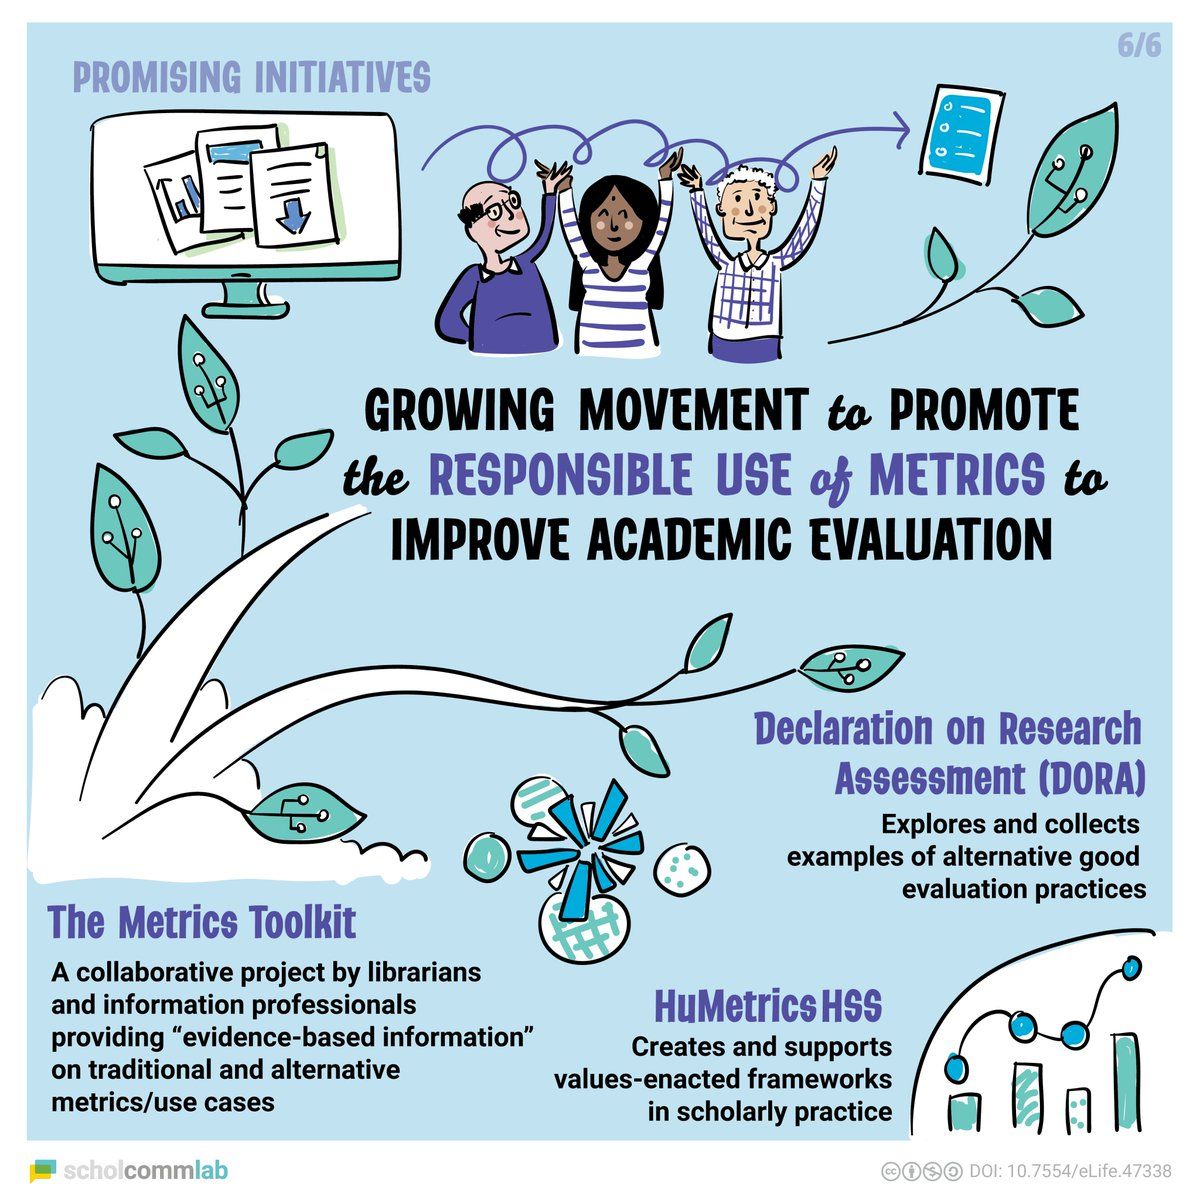 6/6
PROMISING INITIATIVES
GROWING MOVEMENT to PROMOTE
the RESPONSIBLE USE of METRICS to
IMPROVE ACADEMIC EVALUATION
Declaration on Research
Assessment (DORA)
Explores and collects
examples of alternative good
evaluation practices
The Metrics Toolkit
A collaborative project by librarians
and information professionals
providing “evidence-based information”
on traditional and alternative
metrics/use cases
HuMetricsHSS
Creates and supports
values-enacted frameworks
in scholarly practice
scholcommlab
DOI: 10.7554/eLife.47338